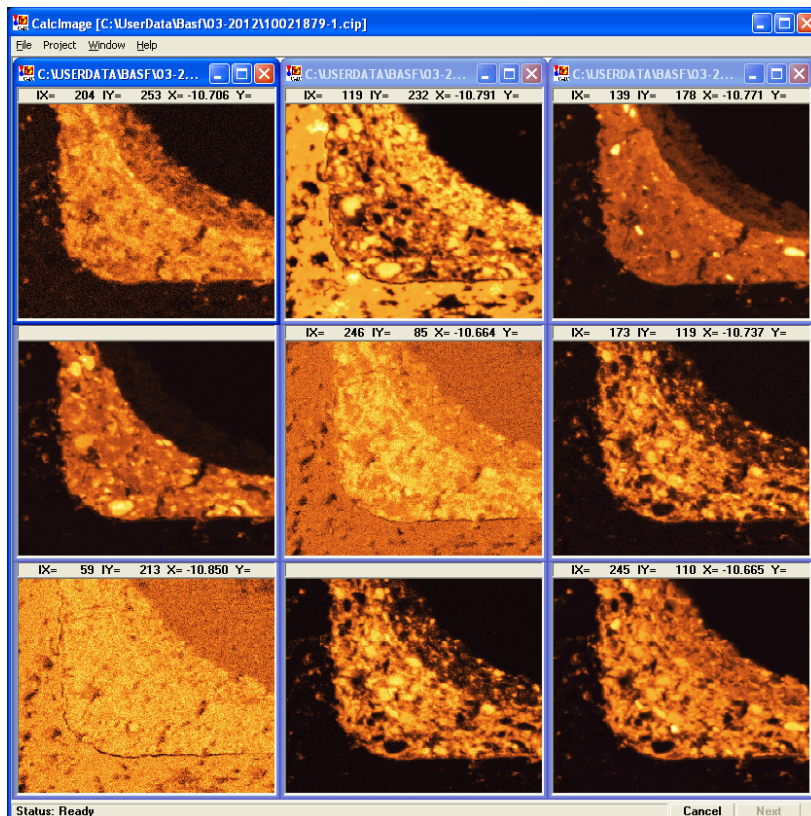 CalcImage [C:\UserData\Basf\03-2012\10021879-1.cip]
File Project Window Help
C:\USERDATA\BASF\03-2... C:\USERDATA\BASF\03-2... C:\USERDATA\BASF\03-2...
IX= 204 IY= 253 X= -10.706 Y= IX= 119 IY= 232 X= -10.791 Y= IX= 139 IY= 178 X= -10.771 Y=
IX= 246 IY= 85 X= -10.664 Y= IX= 173 IY= 119 X= -10.737 Y=
IX= 59 IY= 213 X= -10.850 Y= IX= 245 IY= 110 X= -10.665 Y=
Status: Ready Cancel Next